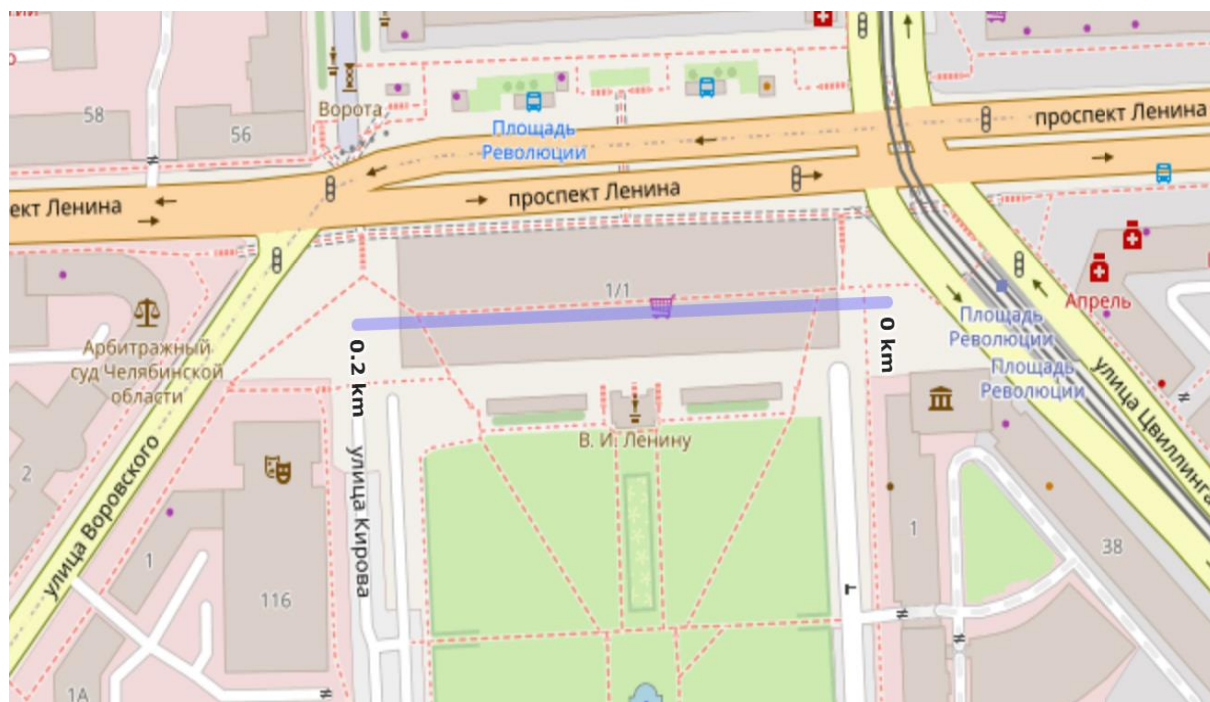 58
56
Ворота
Площадь
Революции
проспект Ленина
проспект Ленина
ект Ленина
1/1
Апрель
Площадь
Революции
Площадь
Революции
Арбитражный
суд Челябинской
области
0.2 km
0 km
улица Цвиллинга
В. И. Ленину
улица Кирова
улица Воровского
2
1
116
1
38
1А